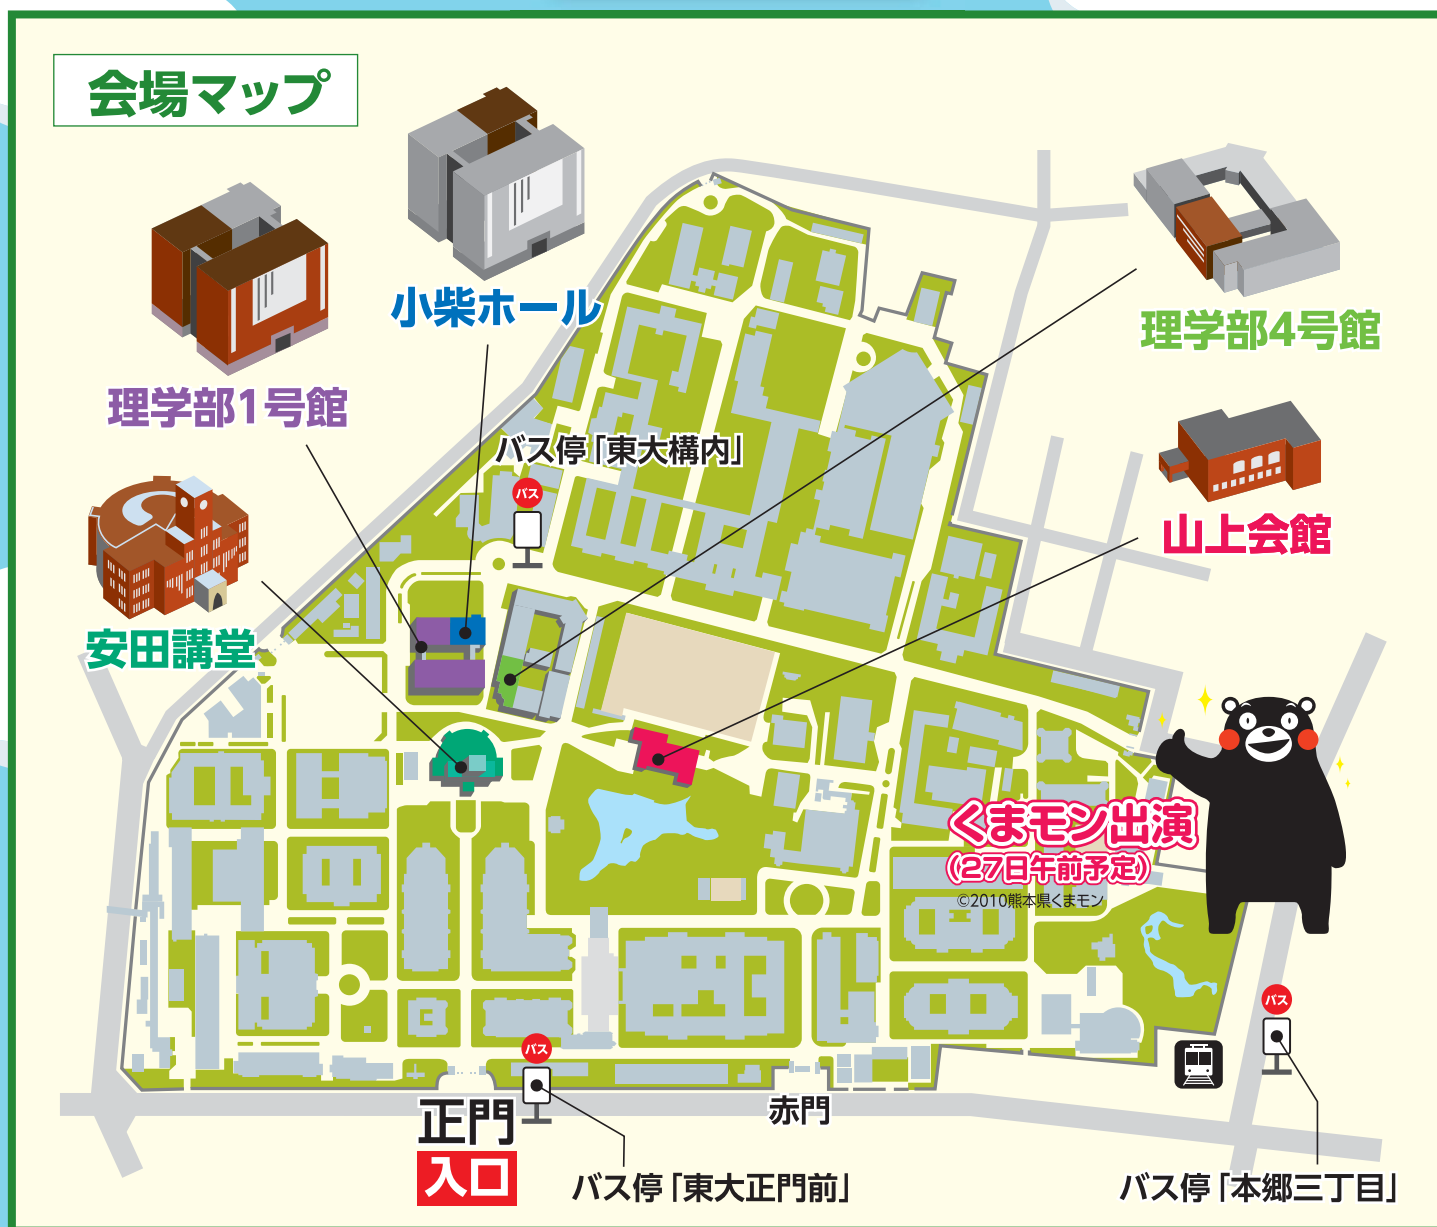 会場マップ
小柴ホール
理学部4号館
理学部1号館
バス停「東大構内」
バス
山上会館
安田講堂
くまモン出演
(27日午前予定)
©2010熊本県くまモン
バス
バス
正門
入口
赤門
バス停「東大正門前」
バス停「本郷三丁目」